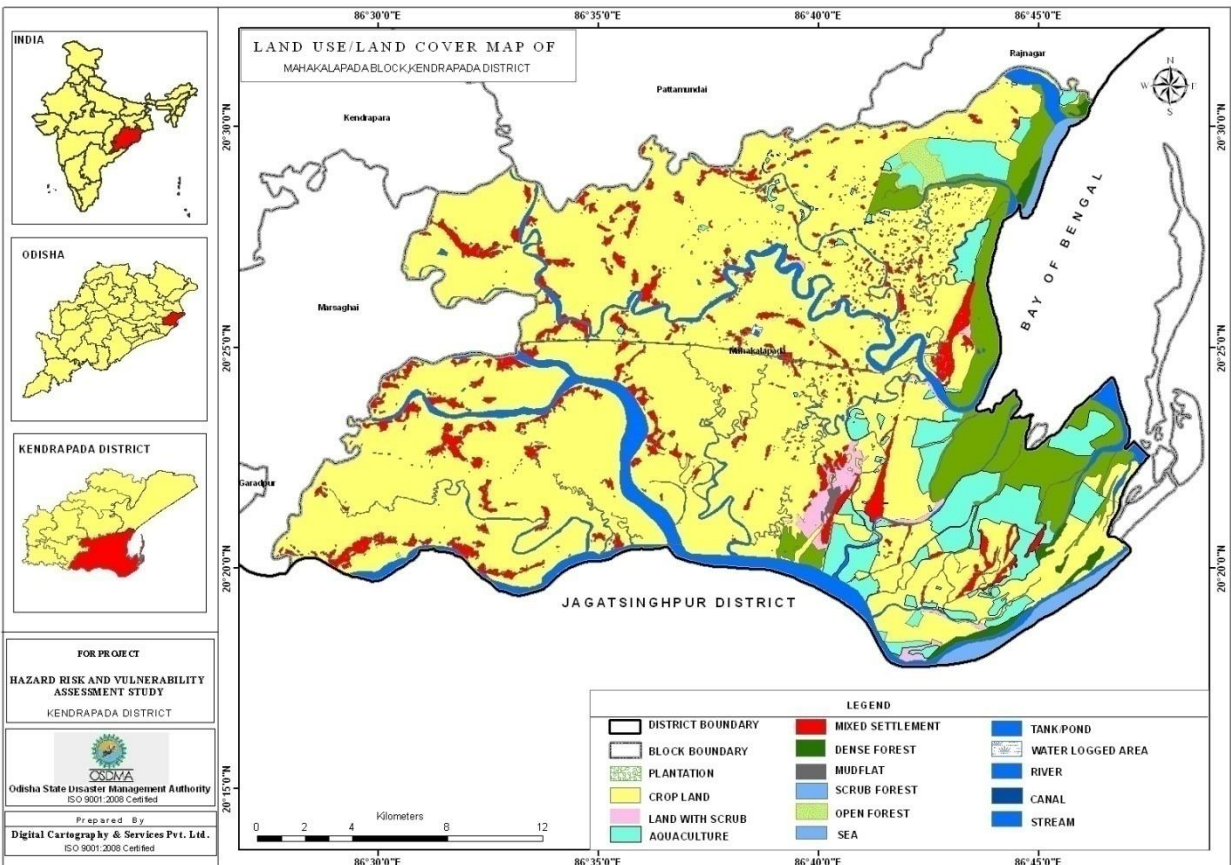 INDIA
ODISHA
KENDRAPADA DISTRICT
FOR PROJECT
HAZARD RISK AND VULNERABILITY
ASSESSMENT STUDY
KENDRAPADA DISTRICT
OSDMA
Odisha State Disaster Management Authority
ISO 9001:2008 Certified
Prepared By
Digital Cartography & Services Pvt. Ltd.
ISO 9001:2008 Certified
86°30'0"E 86°35'0"E 86°40'0"E 86°45'0"E
LAND USE/LAND COVER MAP OF
MAHAKALAPADA BLOCK,KENDRAPADA DISTRICT
Rajnagar
N
W E
S
Pattamundai
Kendrapara
20°30'0"N 20°30'0"N
BAY OF BENGAL
Marsaghai
20°25'0"N 20°25'0"N
Mahakalapada
Garadpur
20°20'0"N 20°20'0"N
JAGATSINGHPUR DISTRICT
20°15'0"N 20°15'0"N
Kilometers
0 2 4 8 12
LEGEND
DISTRICT BOUNDARY
BLOCK BOUNDARY
PLANTATION
CROP LAND
LAND WITH SCRUB
AQUACULTURE
MIXED SETTLEMENT
DENSE FOREST
MUDFLAT
SCRUB FOREST
OPEN FOREST
SEA
TANK/POND
WATER LOGGED AREA
RIVER
CANAL
STREAM
86°30'0"E 86°35'0"E 86°40'0"E 86°45'0"E